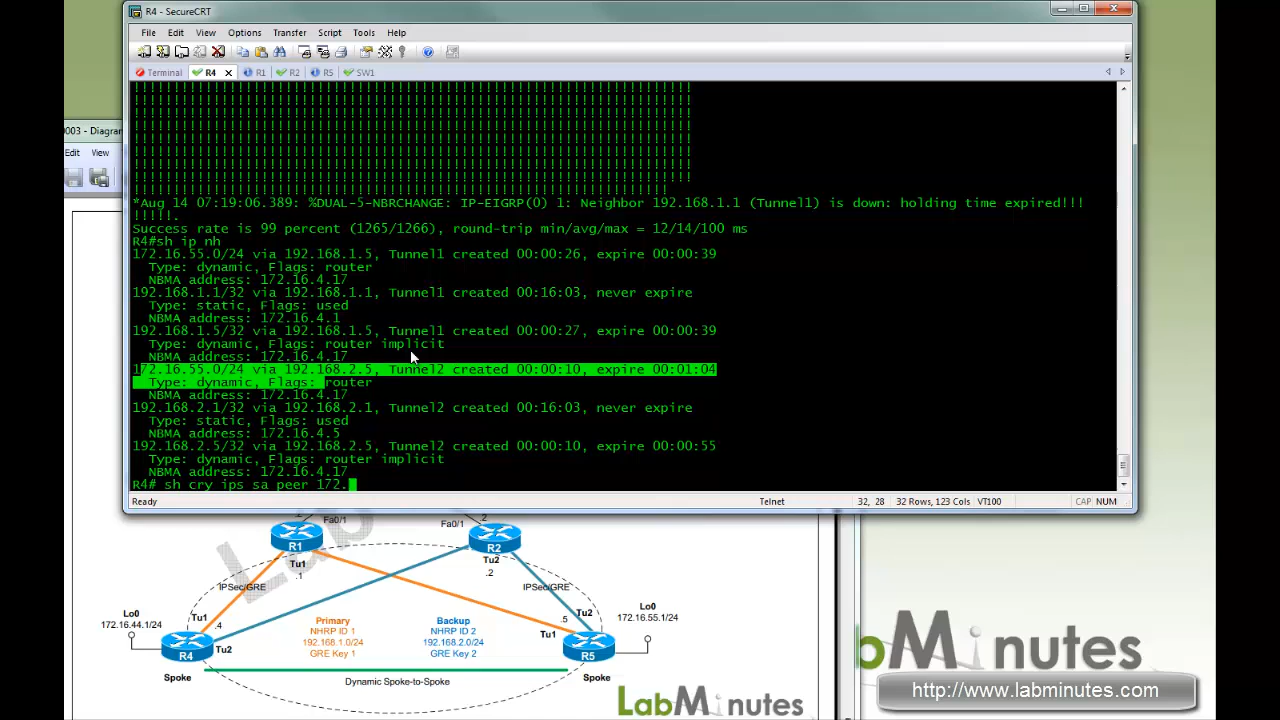 R4 - SecureCRT
File Edit View Options Transfer Script Tools Help
Terminal R4 x R1 R2 R5 SW1
0003 - Diagran
Edit View
!!!!!!!!!!!!!!!!!!!!!!!!!!!!!!!!!!!!!!!!!!!!!!!!!!!!!!!!!!!!!!!!!!!!!!
!!!!!!!!!!!!!!!!!!!!!!!!!!!!!!!!!!!!!!!!!!!!!!!!!!!!!!!!!!!!!!!!!!!!!!
!!!!!!!!!!!!!!!!!!!!!!!!!!!!!!!!!!!!!!!!!!!!!!!!!!!!!!!!!!!!!!!!!!!!!!
!!!!!!!!!!!!!!!!!!!!!!!!!!!!!!!!!!!!!!!!!!!!!!!!!!!!!!!!!!!!!!!!!!!!!!
!!!!!!!!!!!!!!!!!!!!!!!!!!!!!!!!!!!!!!!!!!!!!!!!!!!!!!!!!!!!!!!!!!!!!!
!!!!!!!!!!!!!!!!!!!!!!!!!!!!!!!!!!!!!!!!!!!!!!!!!!!!!!!!!!!!!!!!!!!!!!
!!!!!!!!!!!!!!!!!!!!!!!!!!!!!!!!!!!!!!!!!!!!!!!!!!!!!!!!!!!!!!!!!!!!!!
!!!!!!!!!!!!!!!!!!!!!!!!!!!!!!!!!!!!!!!!!!!!!!!!!!!!!!!!!!!!!!!!!!!!!!
!!!!!!!!!!!!!!!!!!!!!!!!!!!!!!!!!!!!!!!!!!!!!!!!!!!!!!!!!!!!!!!!!!!
*Aug 14 07:19:06.389: %DUAL-5-NBRCHANGE: IP-EIGRP(0) 1: Neighbor 192.168.1.1 (Tunnel1) is down: holding time expired!!!
!!!!!.
Success rate is 99 percent (1265/1266), round-trip min/avg/max = 12/14/100 ms
R4#sh ip nh
172.16.55.0/24 via 192.168.1.5, Tunnel1 created 00:00:26, expire 00:00:39
Type: dynamic, Flags: router
NBMA address: 172.16.4.17
192.168.1.1/32 via 192.168.1.1, Tunnel1 created 00:16:03, never expire
Type: static, Flags: used
NBMA address: 172.16.4.1
192.168.1.5/32 via 192.168.1.5, Tunnel1 created 00:00:27, expire 00:00:39
Type: dynamic, Flags: router implicit
NBMA address: 172.16.4.17
172.16.55.0/24 via 192.168.2.5, Tunnel2 created 00:00:10, expire 00:01:04
Type: dynamic, Flags: router
NBMA address: 172.16.4.17
192.168.2.1/32 via 192.168.2.1, Tunnel2 created 00:16:03, never expire
Type: static, Flags: used
NBMA address: 172.16.4.5
192.168.2.5/32 via 192.168.2.5, Tunnel2 created 00:00:10, expire 00:00:55
Type: dynamic, Flags: router implicit
NBMA address: 172.16.4.17
R4# sh cry ips sa peer 172.
Ready Telnet 32, 28 32 Rows, 123 Cols VT100 CAP NUM
.2 Fa0/1 Fa0/1 .2
R1 R2
Tu1 Tu2
.1 .2
IPSec/GRE IPSec/GRE
Lo0
172.16.44.1/24
Tu1 .4
R4 Tu2
Spoke
Primary
NHRP ID 1
192.168.1.0/24
GRE Key 1
Backup
NHRP ID 2
192.168.2.0/24
GRE Key 2
Tu2 .5
Tu1 R5
Spoke
Lo0
172.16.55.1/24
Dynamic Spoke-to-Spoke
Lab
LabMinutes
labMinutes
http://www.labminutes.com